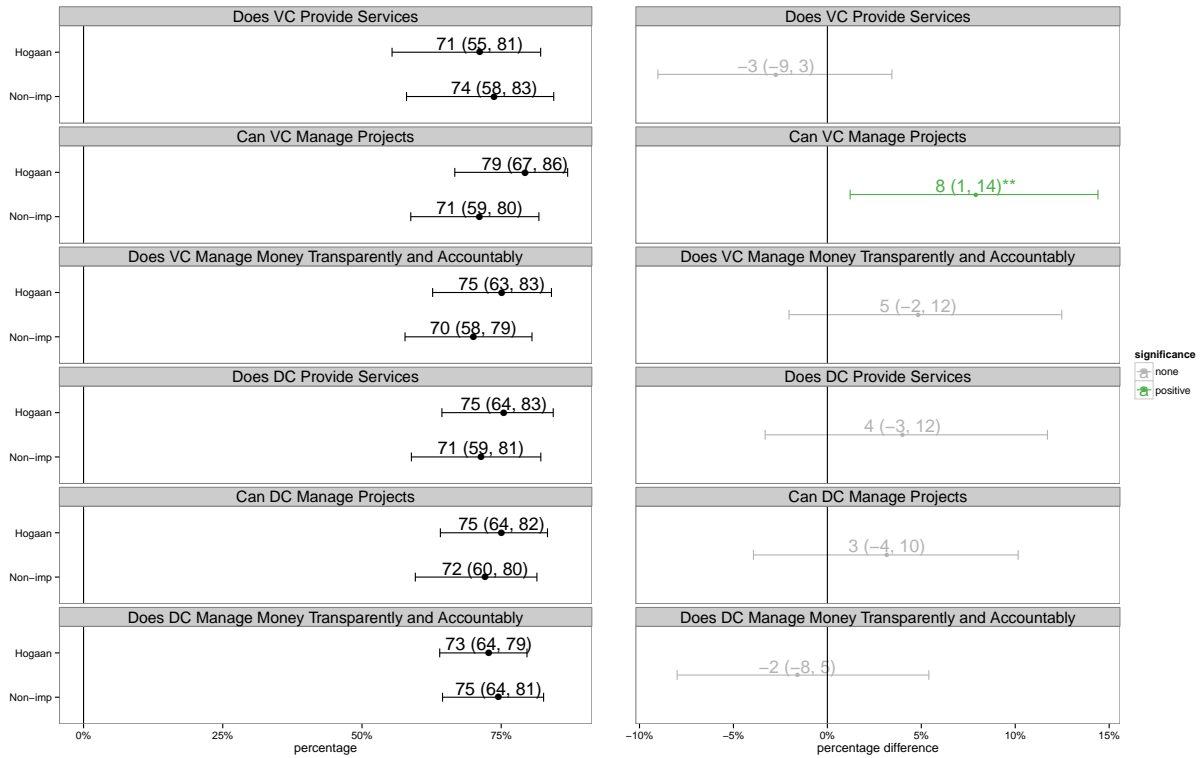 Does VC Provide Services
Hogaan
71 (55, 81)
Non−imp
74 (58, 83)
Can VC Manage Projects
Hogaan
79 (67, 86)
Non−imp
71 (59, 80)
Does VC Manage Money Transparently and Accountably
Hogaan
75 (63, 83)
Non−imp
70 (58, 79)
Does DC Provide Services
Hogaan
75 (64, 83)
Non−imp
71 (59, 81)
Can DC Manage Projects
Hogaan
75 (64, 82)
Non−imp
72 (60, 80)
Does DC Manage Money Transparently and Accountably
Hogaan
73 (64, 79)
Non−imp
75 (64, 81)
0% 25% 50% 75%
percentage
Does VC Provide Services
−3 (−9, 3)
Can VC Manage Projects
8 (1, 14)**
Does VC Manage Money Transparently and Accountably
5 (−2, 12)
Does DC Provide Services
4 (−3, 12)
Can DC Manage Projects
3 (−4, 10)
Does DC Manage Money Transparently and Accountably
−2 (−8, 5)
−10% −5% 0% 5% 10% 15%
percentage difference
significance
a none
a positive